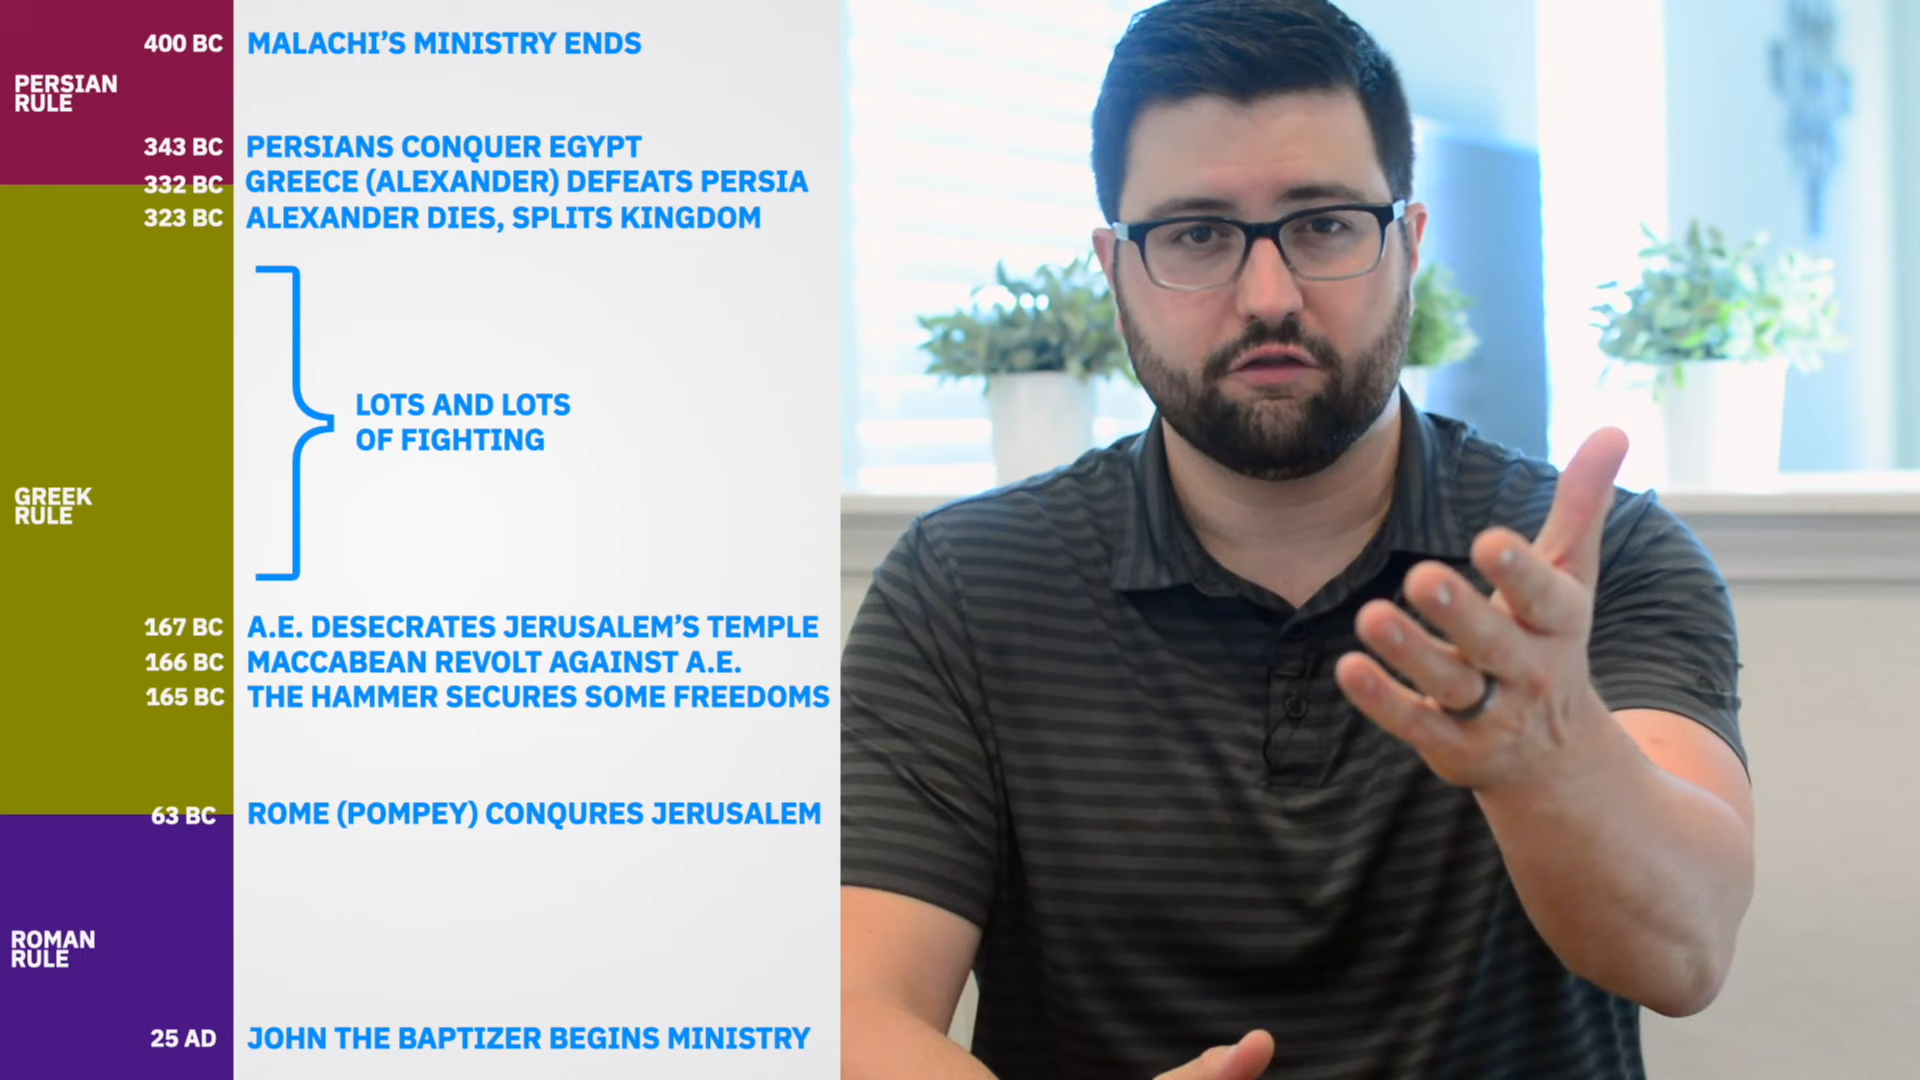 400 BC MALACHI'S MINISTRY ENDS
PERSIAN
RULE
343 BC PERSIANS CONQUER EGYPT
332 BC GREECE (ALEXANDER) DEFEATS PERSIA
323 BC ALEXANDER DIES, SPLITS KINGDOM
LOTS AND LOTS
OF FIGHTING
GREEK
RULE
167 BC A.E. DESECRATES JERUSALEM'S TEMPLE
166 BC MACCABEAN REVOLT AGAINST A.E.
165 BC THE HAMMER SECURES SOME FREEDOMS
63 BC ROME (POMPEY) CONQURES JERUSALEM
ROMAN
RULE
25 AD JOHN THE BAPTIZER BEGINS MINISTRY